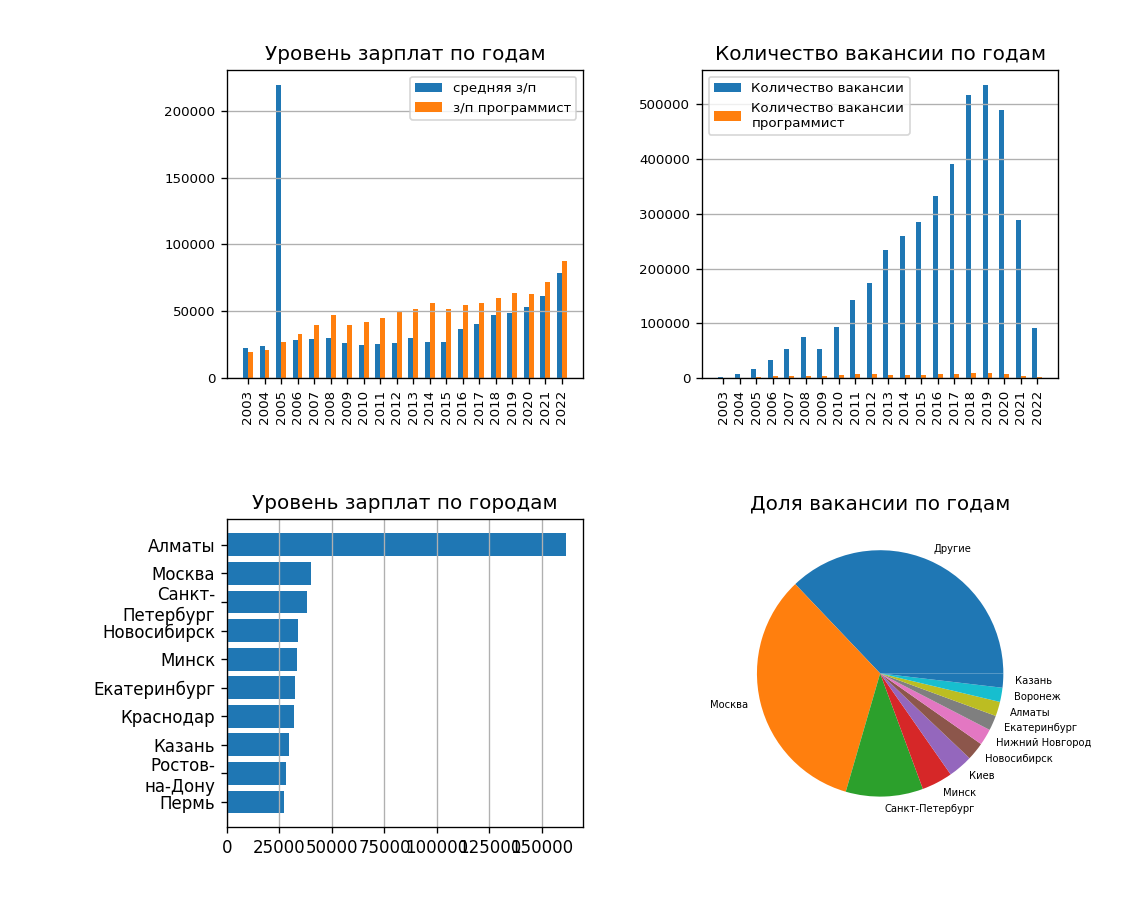 Уровень зарплат по годам
средняя з/п
з/п программист
200000
150000
100000
50000
0
2003
2004
2005
2006
2007
2008
2009
2010
2011
2012
2013
2014
2015
2016
2017
2018
2019
2020
2021
2022
Количество вакансии по годам
Количество вакансии
Количество вакансии
программист
500000
400000
300000
200000
100000
0
2003
2004
2005
2006
2007
2008
2009
2010
2011
2012
2013
2014
2015
2016
2017
2018
2019
2020
2021
2022
Уровень зарплат по городам
Алматы
Москва
Санкт-
Петербург
Новосибирск
Минск
Екатеринбург
Краснодар
Казань
Ростов-
на-Дону
Пермь
0
25000
50000
75000
100000
125000
150000
Доля вакансии по годам
Другие
Москва
Санкт-Петербург
Минск
Киев
Новосибирск
Нижний Новгород
Екатеринбург
Алматы
Воронеж
Казань